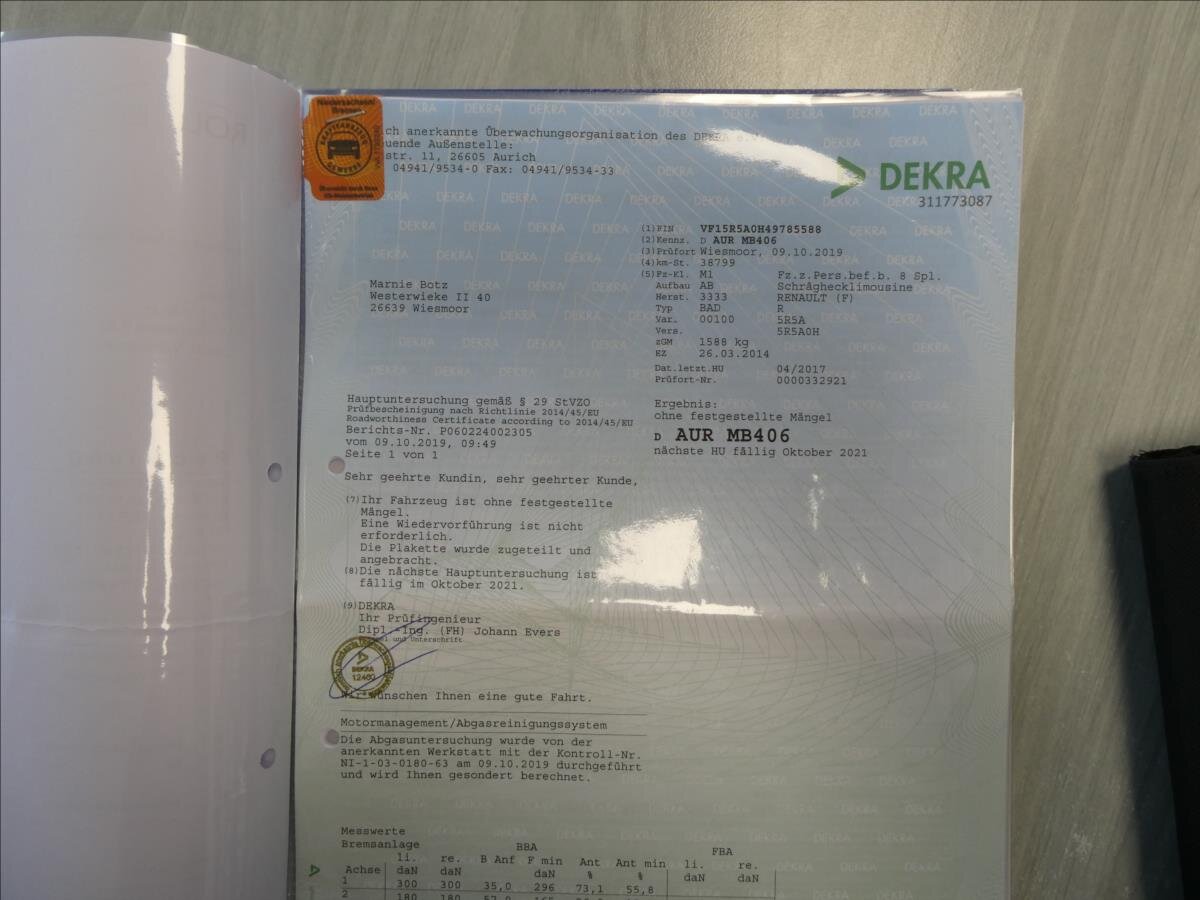 Niedersachsen/
Bremen
KRAFTFAHRZEUG
GEWERBE
ch anerkannte Überwachungsorganisation des DEKRA e.V.
uende Außenstelle:
str. 11, 26605 Aurich
04941/9534-0 Fax: 04941/9534-33
DEKRA
311773087
(1)FIN VF15R5A0H49785588
(2)Kennz. D AUR MB406
(3)Prüfort Wiesmoor, 09.10.2019
(4)km-St. 38799
(5)Fz-Kl. M1 Fz.z.Pers.bef.b. 8 Spl.
Aufbau AB Schräghecklimousine
Herst. 3333 RENAULT (F)
Typ BAD R
Var. 00100 5R5A
Vers. 5R5A0H
zGM 1588 kg
EZ 26.03.2014
Dat.letzt.HU 04/2017
Prüfort-Nr. 0000332921
Marnie Botz
Westerwieke II 40
26639 Wiesmoor
Hauptuntersuchung gemäß § 29 StVZO
Prüfbescheinigung nach Richtlinie 2014/45/EU
Roadworthiness Certificate according to 2014/45/EU
Berichts-Nr. P060224002305
vom 09.10.2019, 09:49
Seite 1 von 1
Ergebnis:
ohne festgestellte Mängel
D AUR MB406
nächste HU fällig Oktober 2021
Sehr geehrte Kundin, sehr geehrter Kunde,
(7)Ihr Fahrzeug ist ohne festgestellte
Mängel.
Eine Wiedervorführung ist nicht
erforderlich.
Die Plakette wurde zugeteilt und
angebracht.
(8)Die nächste Hauptuntersuchung ist
fällig im Oktober 2021.
(9)DEKRA
Ihr Prüfingenieur
Dipl.-Ing. (FH) Johann Evers
und Unterschrift
DEKRA
12460
Wir wünschen Ihnen eine gute Fahrt.
Motormanagement/Abgasreinigungssystem
Die Abgasuntersuchung wurde von der
anerkannten Werkstatt mit der Kontroll-Nr.
NI-1-03-0180-63 am 09.10.2019 durchgeführt
und wird Ihnen gesondert berechnet.
Messwerte
Bremsanlage BBA FBA
li. re. B Anf F min Ant Ant min li. re.
Achse daN daN daN % % daN daN
1 300 300 35,0 296 73,1 55,8
2 180 180